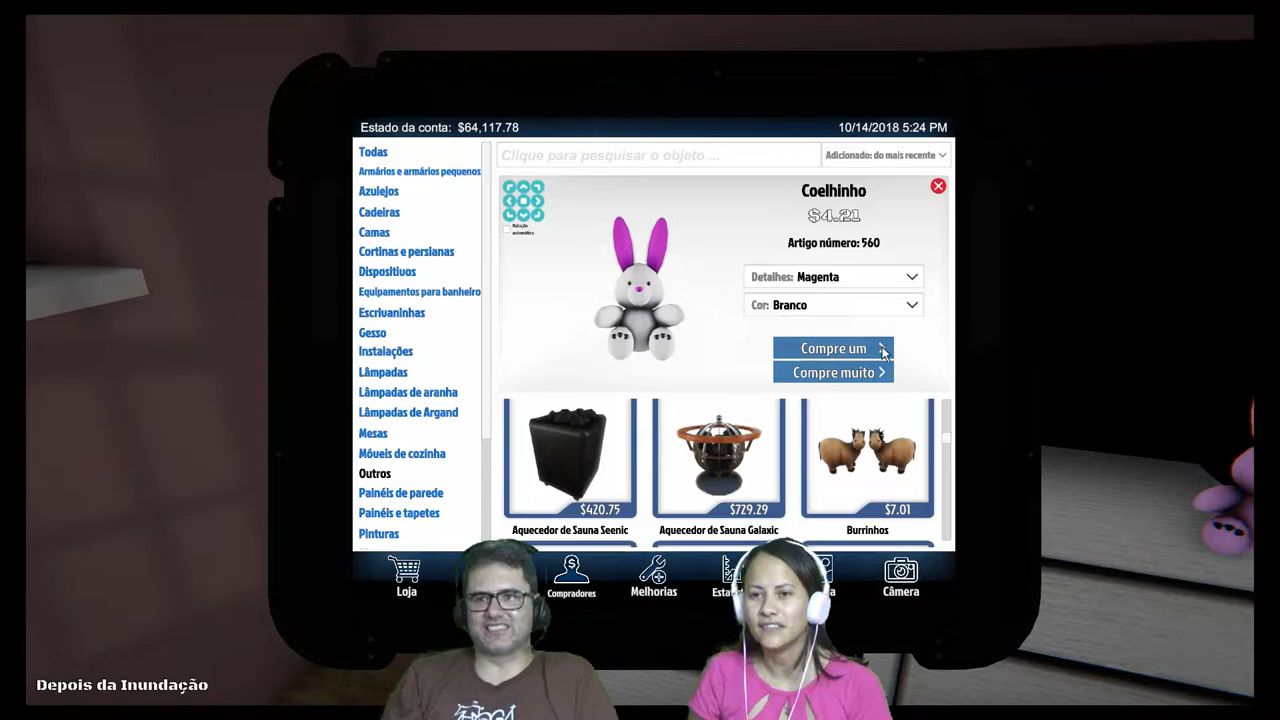 Estado da conta: $64,117.78
10/14/2018 5:24 PM
Todas
Armários e armários pequenos
Azulejos
Cadeiras
Camas
Cortinas e persianas
Dispositivos
Equipamentos para banheiro
Escrivaninhas
Gesso
Instalações
Lâmpadas
Lâmpadas de aranha
Lâmpadas de Argand
Mesas
Móveis de cozinha
Outros
Painéis de parede
Painéis e tapetes
Pinturas
Clique para pesquisar o objeto ...
Adicionado: do mais recente
Rotação
automática
Coelhinho
$4.21
Artigo número: 560
Detalhes: Magenta
Cor: Branco
Compre um
Compre muito
$420.75
$729.29
$7.01
Aquecedor de Sauna Seenic
Aquecedor de Sauna Galaxic
Burrinhos
Loja
Compradores
Melhorias
Câmera
Depois da Inundação